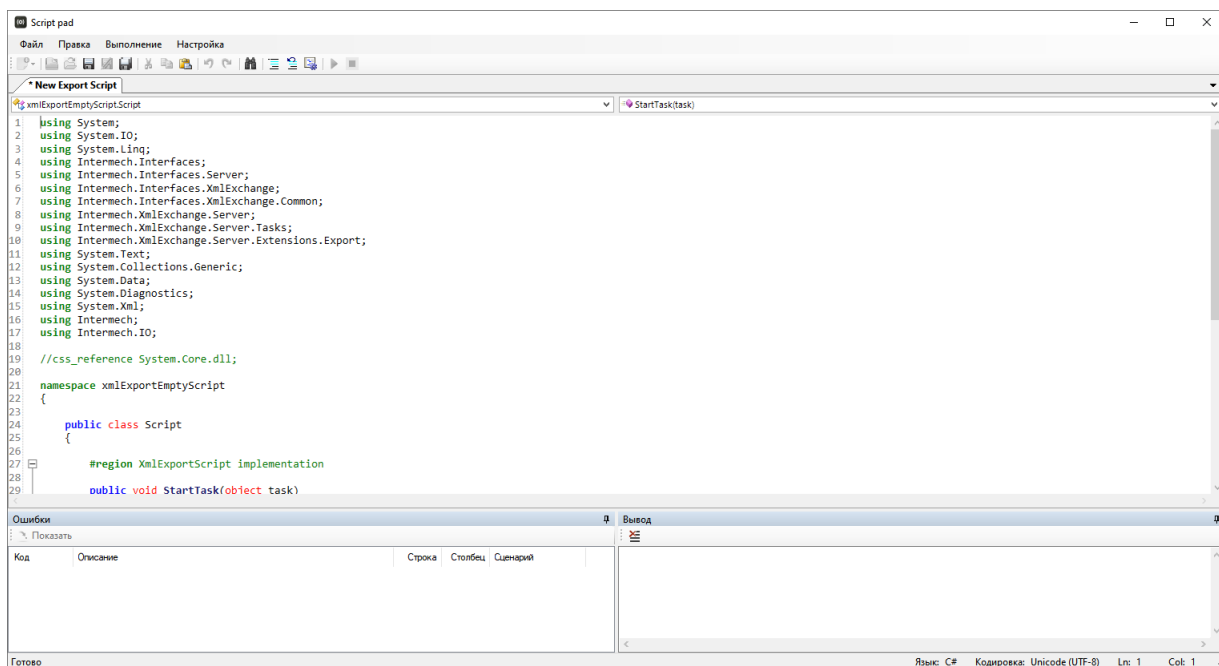 Script pad
Файл Правка Выполнение Настройка
* New Export Script
xmlExportEmptyScript.Script StartTask(task)
1 using System;
2 using System.IO;
3 using System.Linq;
4 using Intermech.Interfaces;
5 using Intermech.Interfaces.Server;
6 using Intermech.Interfaces.XmlExchange;
7 using Intermech.Interfaces.XmlExchange.Common;
8 using Intermech.XmlExchange.Server;
9 using Intermech.XmlExchange.Server.Tasks;
10 using Intermech.XmlExchange.Server.Extensions.Export;
11 using System.Text;
12 using System.Collections.Generic;
13 using System.Data;
14 using System.Diagnostics;
15 using System.Xml;
16 using Intermech;
17 using Intermech.IO;
18
19 //css_reference System.Core.dll;
20
21 namespace xmlExportEmptyScript
22 {
23
24 public class Script
25 {
26
27 #region XmlExportScript implementation
28
29 public void StartTask(object task)
Ошибки Вывод
Показать
Код Описание Строка Столбец Сценарий
Готово Язык: C# Кодировка: Unicode (UTF-8) Ln: 1 Col: 1